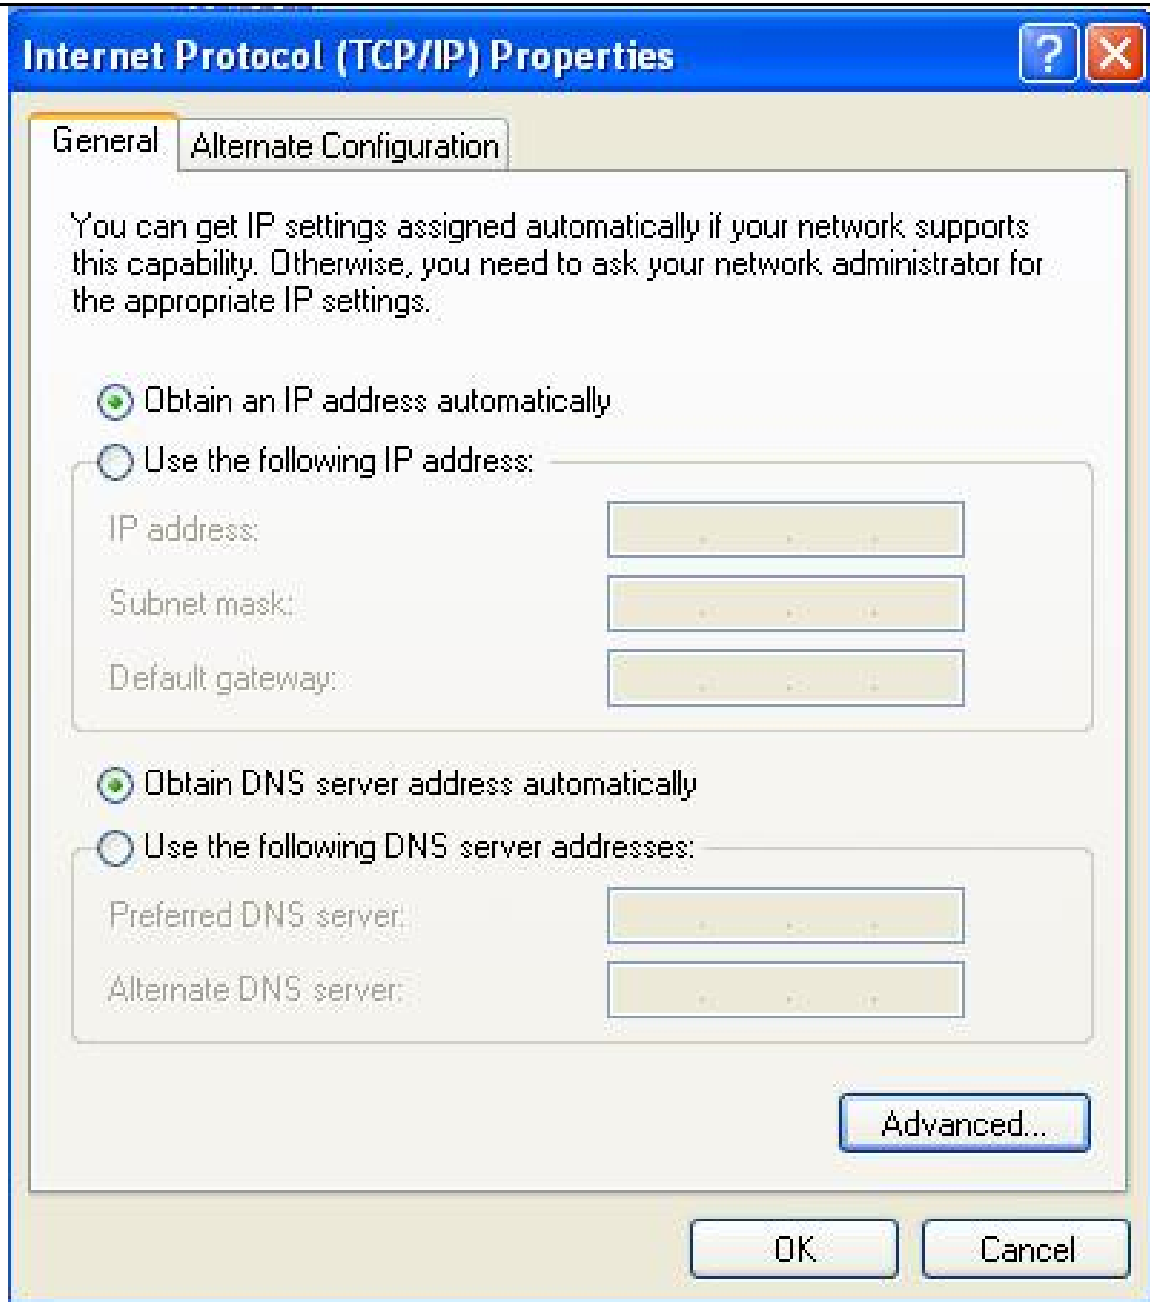 Internet Protocol (TCP/IP) Properties
General
Alternate Configuration
You can get IP settings assigned automatically if your network supports
this capability. Otherwise, you need to ask your network administrator for
the appropriate IP settings.
Obtain an IP address automatically
Use the following IP address:
IP address:
Subnet mask:
Default gateway:
Obtain DNS server address automatically
Use the following DNS server addresses:
Preferred DNS server:
Alternate DNS server:
Advanced...
OK
Cancel